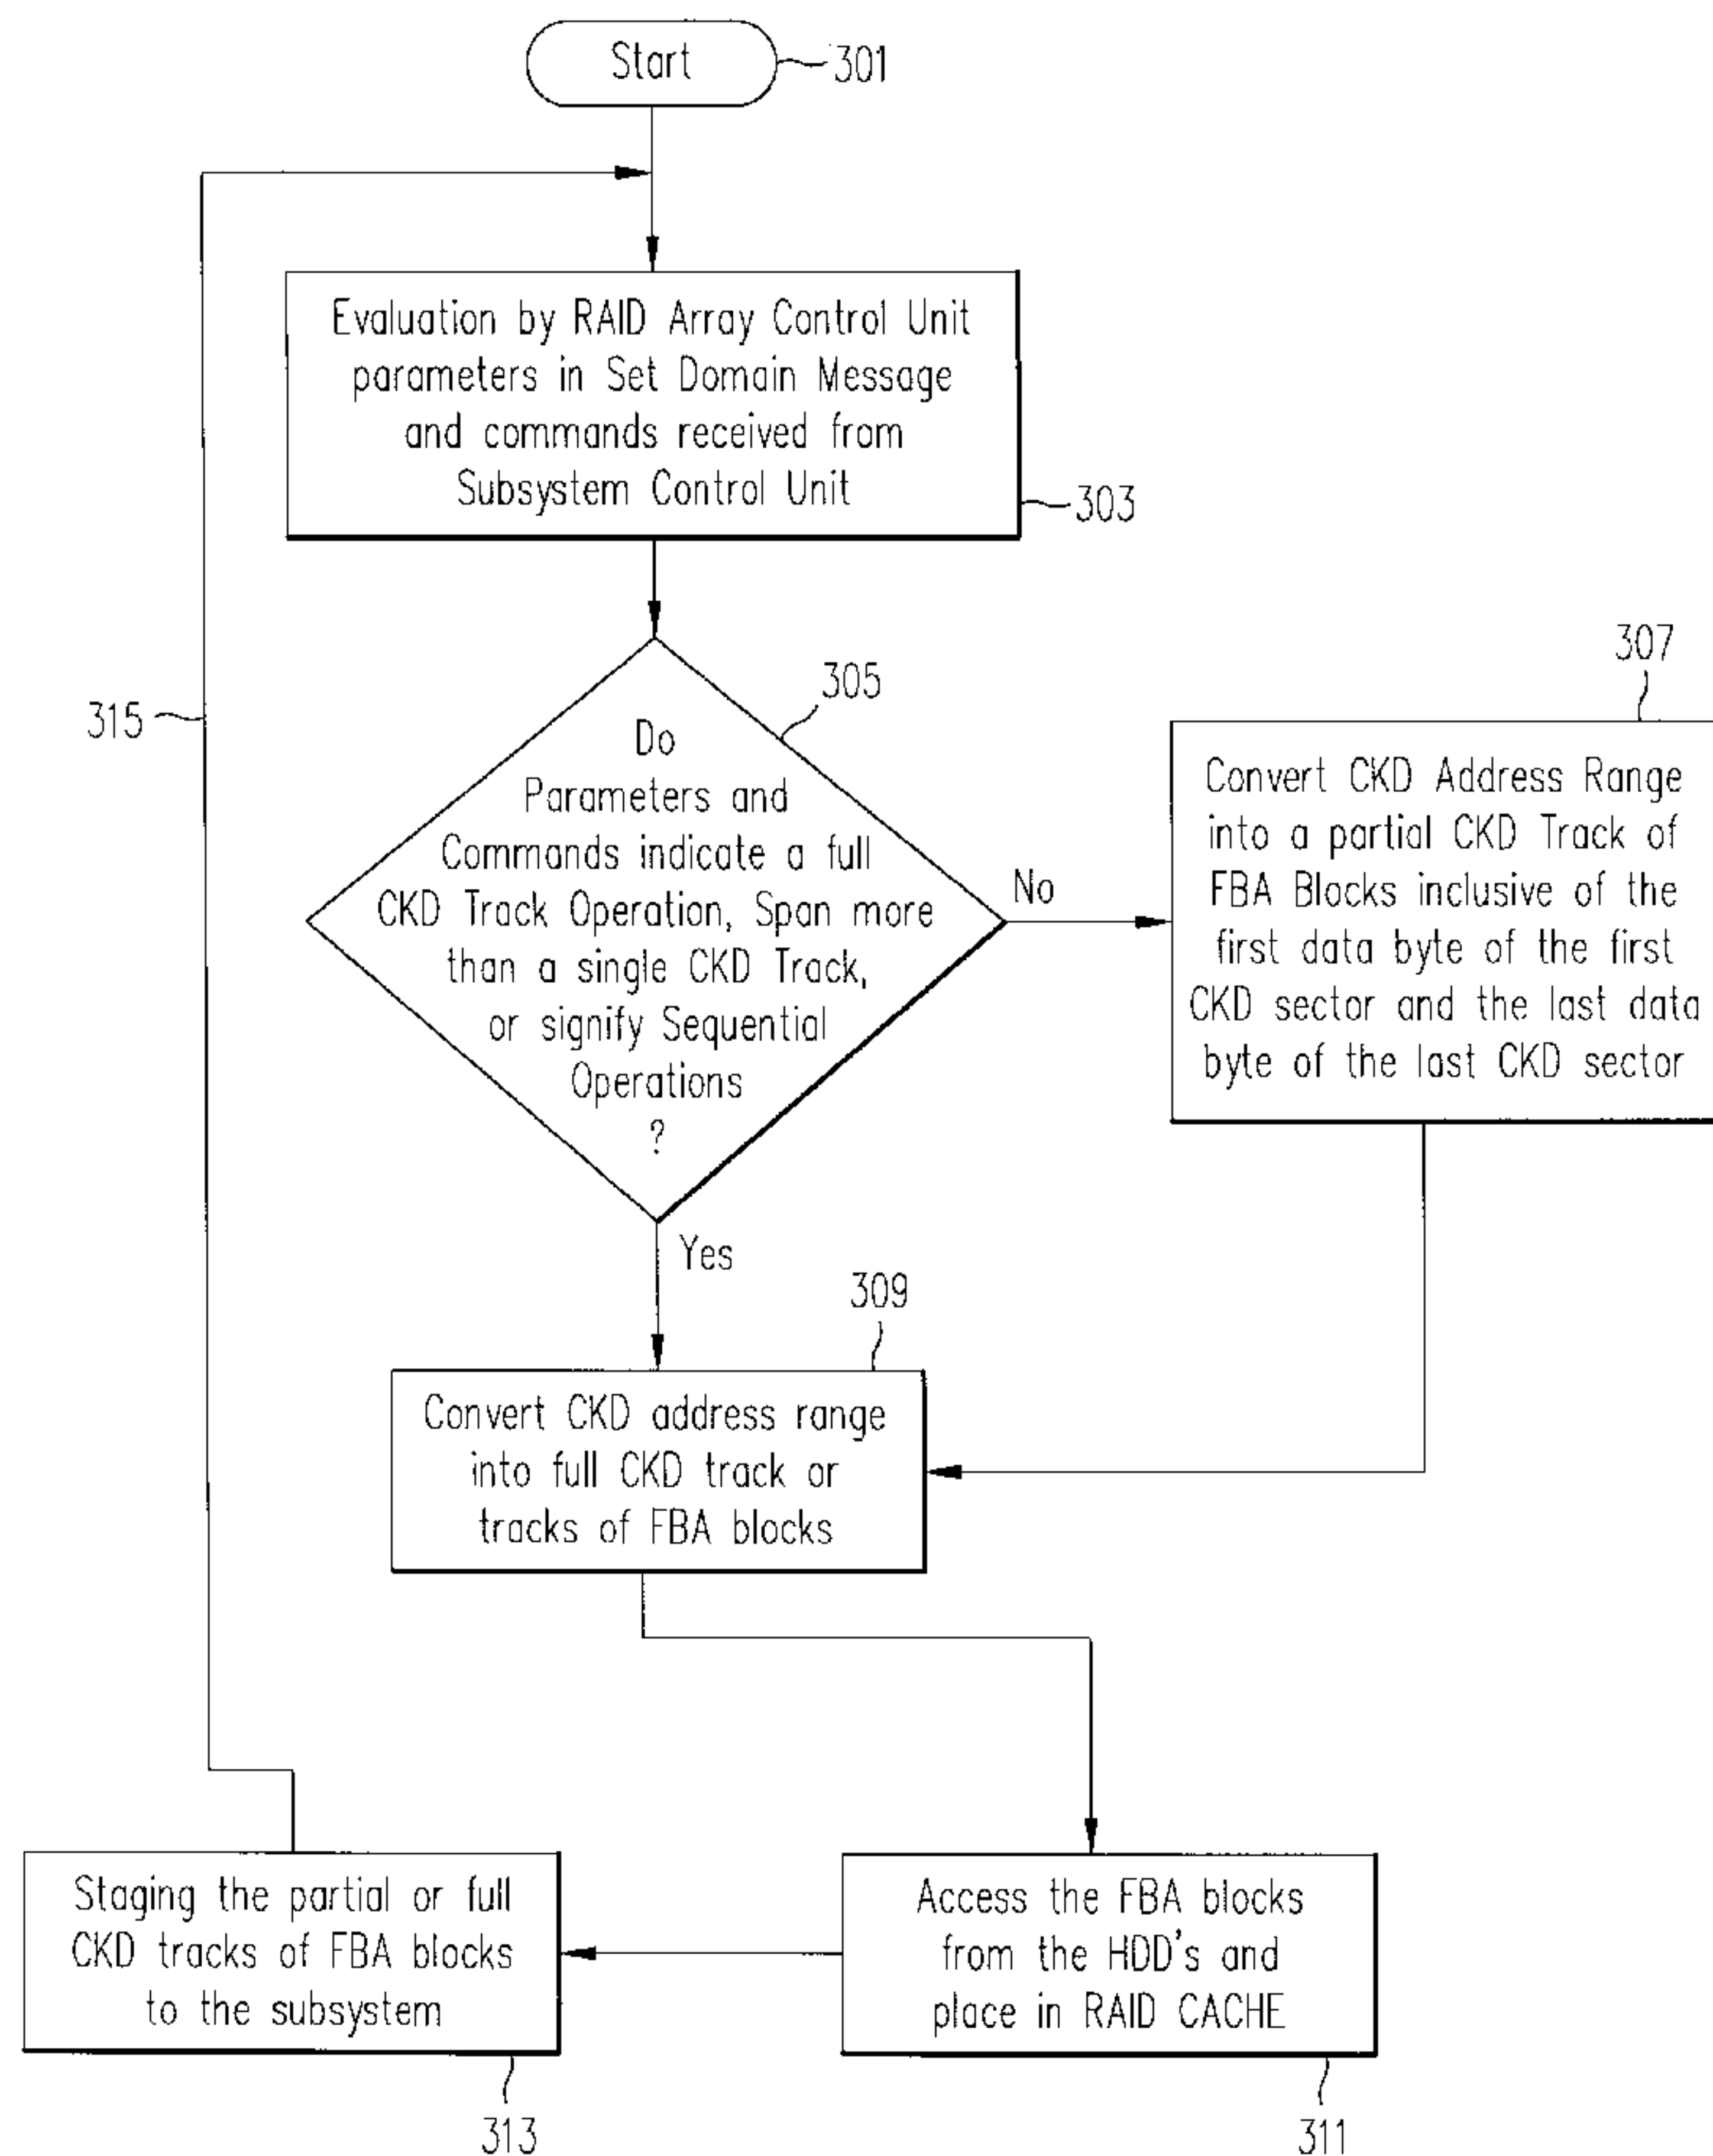 Start
301
Evaluation by RAID Array Control Unit
parameters in Set Domain Message
and commands received from
Subsystem Control Unit
303
305
307
315
Do
Parameters and
Commands indicate a full
CKD Track Operation, Span more
than a single CKD Track,
or signify Sequential
Operations
?
No
Convert CKD Address Range
into a partial CKD Track of
FBA Blocks inclusive of the
first data byte of the first
CKD sector and the last data
byte of the last CKD sector
Yes
309
Convert CKD address range
into full CKD track or
tracks of FBA blocks
Access the FBA blocks
from the HDD's and
place in RAID CACHE
311
Staging the partial or full
CKD tracks of FBA blocks
to the subsystem
313